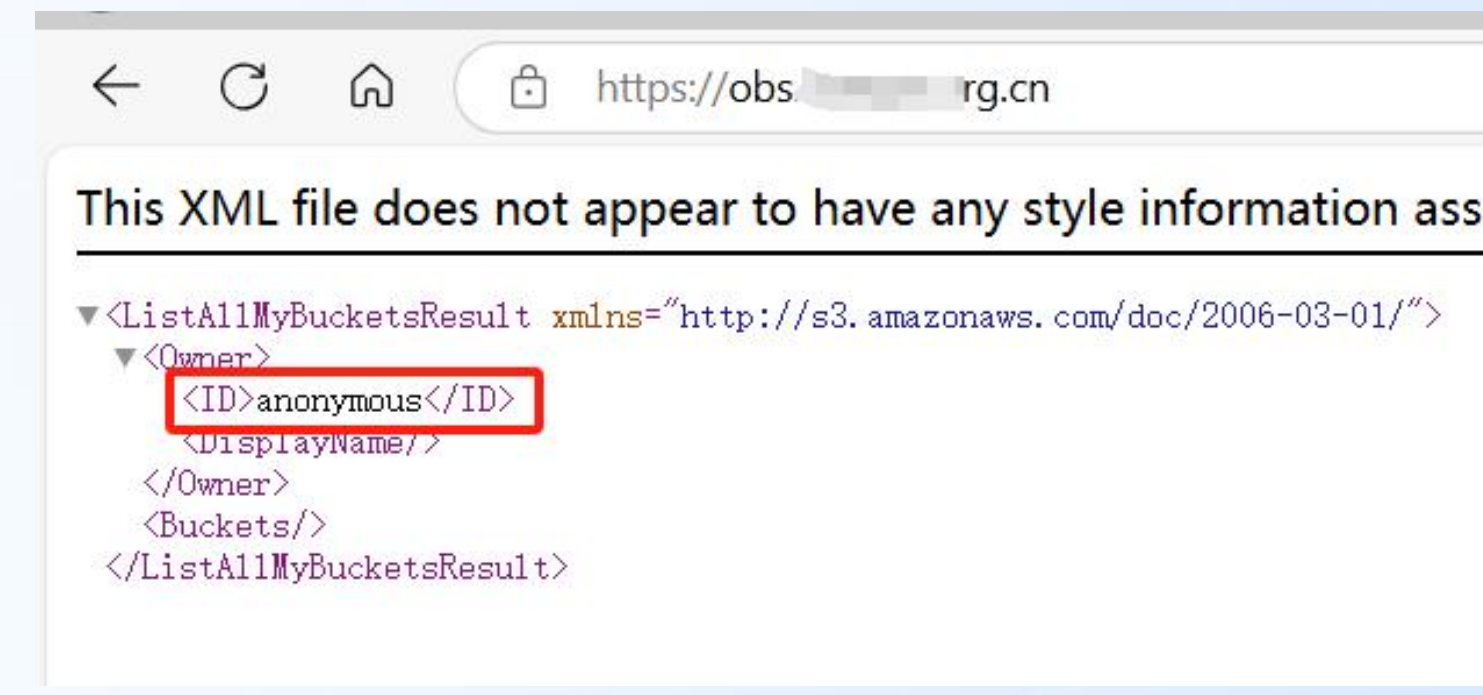 https://obs. rg.cn
This XML file does not appear to have any style information ass
▼<ListAllMyBucketsResult xmlns="http://s3.amazonaws.com/doc/2006-03-01/">
▼<Owner>
<ID>anonymous</ID>
<DisplayName/>
</Owner>
<Buckets/>
</ListAllMyBucketsResult>